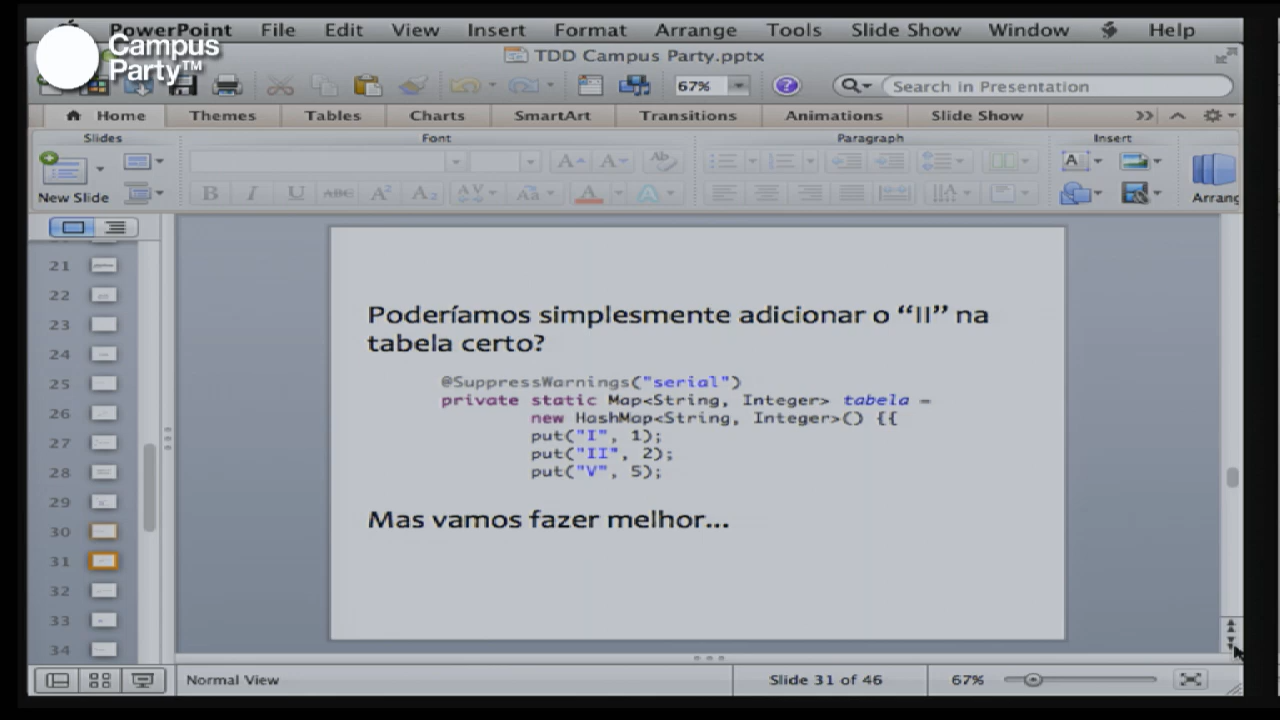 PowerPoint File Edit View Insert Format Arrange Tools Slide Show Window Help
Campus
Party™
TDD Campus Party.pptx
67%
Search in Presentation
Home Themes Tables Charts SmartArt Transitions Animations Slide Show
Slides Font Paragraph Insert
New Slide
Arrang
21
22
23
24
25
26
27
28
29
30
31
32
33
34
Poderíamos simplesmente adicionar o “II” na
tabela certo?
@SuppressWarnings("serial")
private static Map<String, Integer> tabela =
new HashMap<String, Integer>() {{
put("I", 1);
put("II", 2);
put("V", 5);
Mas vamos fazer melhor...
Normal View
Slide 31 of 46
67%